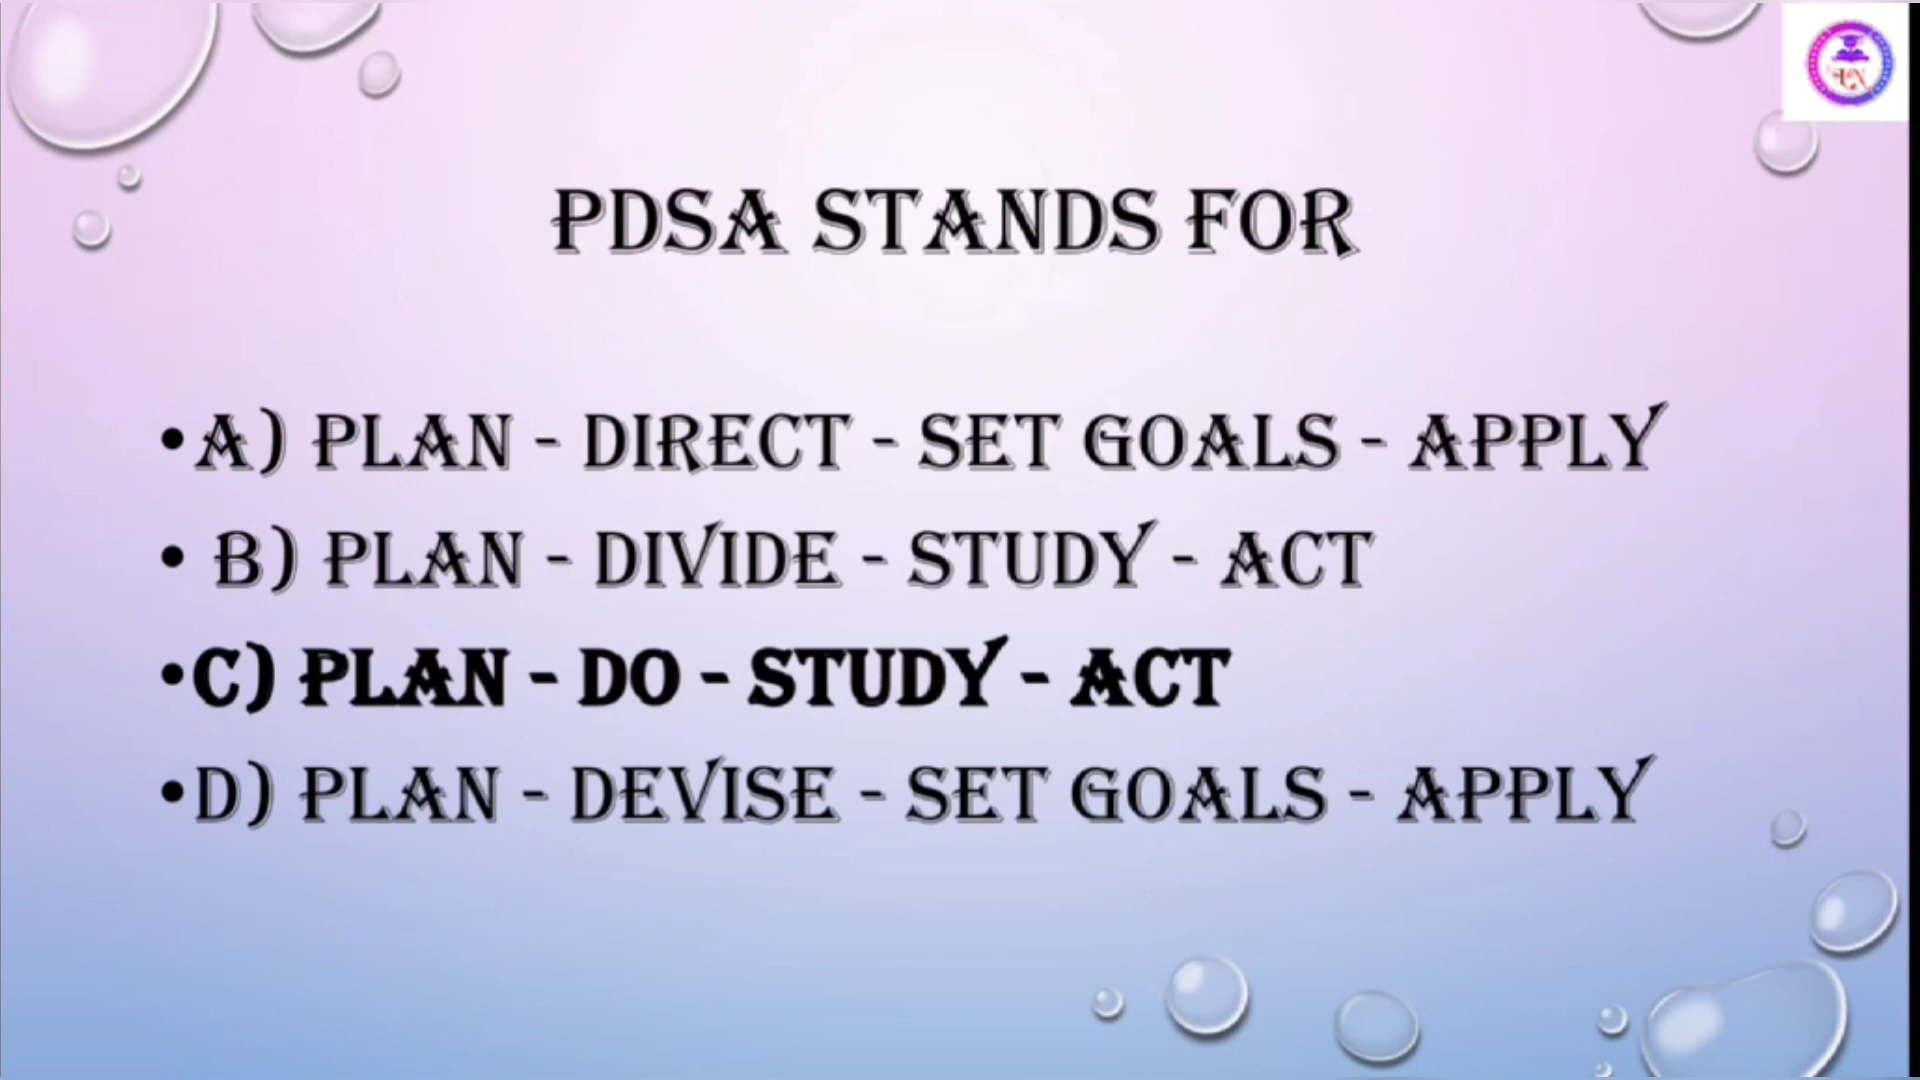 PDSA STANDS FOR
•A) PLAN - DIRECT - SET GOALS - APPLY
• B) PLAN - DIVIDE - STUDY - ACT
•C) PLAN - DO - STUDY - ACT
•D) PLAN - DEVISE - SET GOALS - APPLY